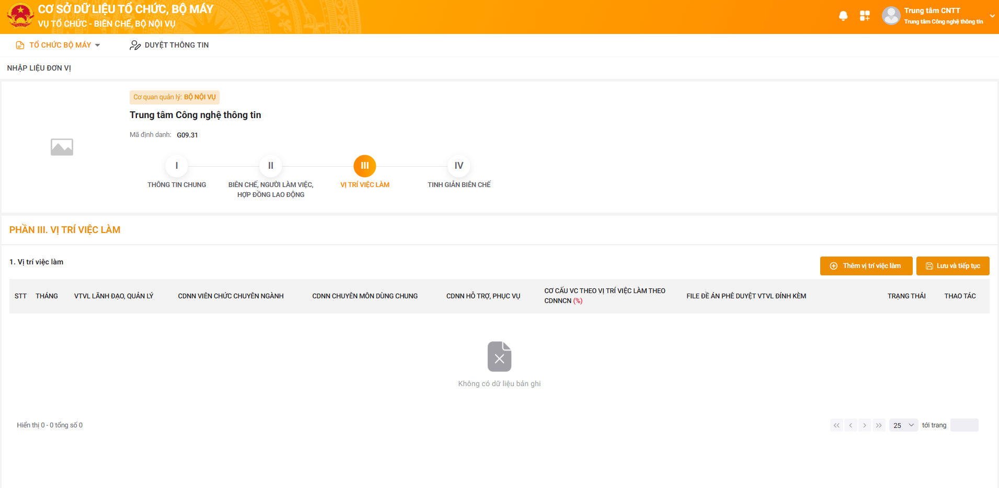 CƠ SỞ DỮ LIỆU TỔ CHỨC, BỘ MÁY
VỤ TỔ CHỨC - BIÊN CHẾ, BỘ NỘI VỤ
Trung tâm CNTT
Trung tâm Công nghệ thông tin
TỔ CHỨC BỘ MÁY
DUYỆT THÔNG TIN
NHẬP LIỆU ĐƠN VỊ
Cơ quan quản lý: BỘ NỘI VỤ
Trung tâm Công nghệ thông tin
Mã định danh: G09.31
I
II
III
IV
THÔNG TIN CHUNG
BIÊN CHẾ, NGƯỜI LÀM VIỆC,
HỢP ĐỒNG LAO ĐỘNG
VỊ TRÍ VIỆC LÀM
TINH GIẢN BIÊN CHẾ
PHẦN III. VỊ TRÍ VIỆC LÀM
1. Vị trí việc làm
Thêm vị trí việc làm
Lưu và tiếp tục
STT
THÁNG
VTVL LÃNH ĐẠO, QUẢN LÝ
CDNN VIÊN CHỨC CHUYÊN NGÀNH
CDNN CHUYÊN MÔN DÙNG CHUNG
CDNN HỖ TRỢ, PHỤC VỤ
CƠ CẤU VC THEO VỊ TRÍ VIỆC LÀM THEO
CDNNCN (%)
FILE ĐỀ ÁN PHÊ DUYỆT VTVL ĐÍNH KÈM
TRẠNG THÁI
THAO TÁC
Không có dữ liệu bản ghi
Hiển thị 0 - 0 tổng số 0
25
tới trang